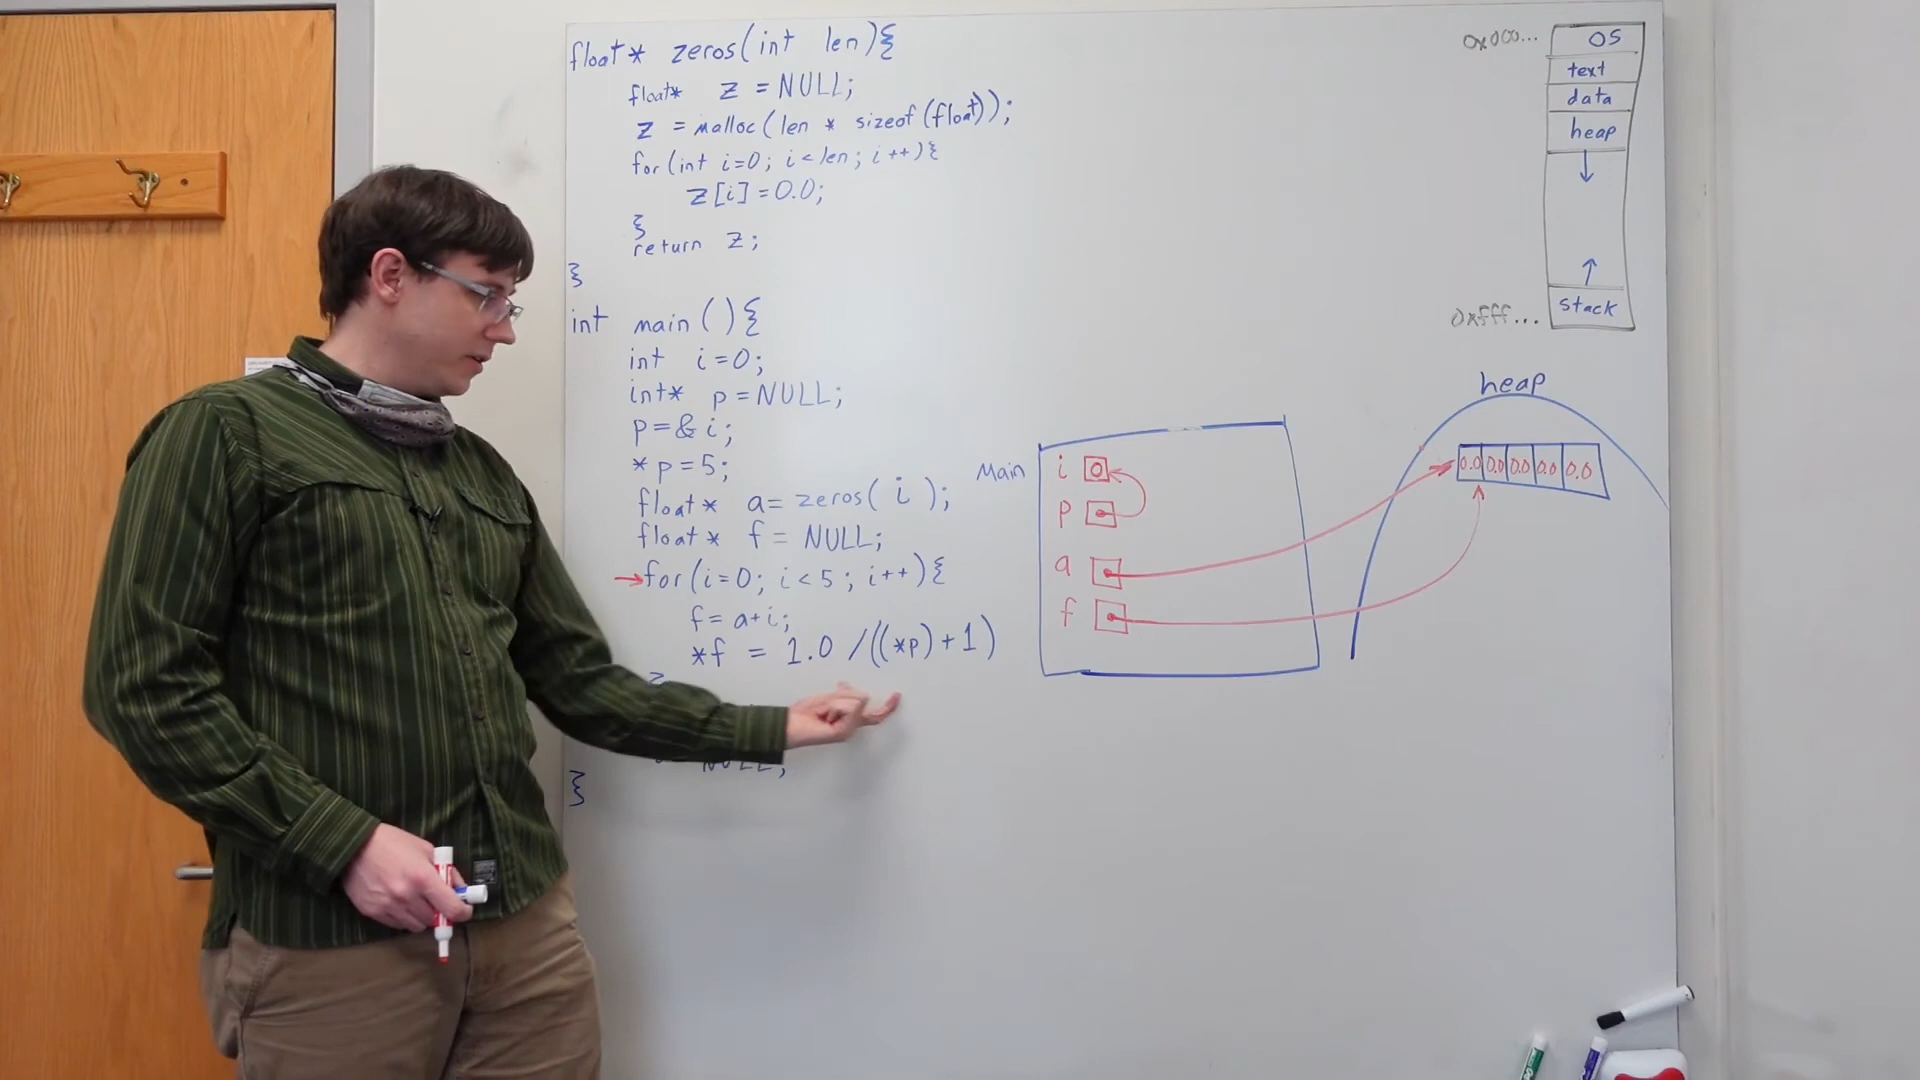 float* zeros(int len){
float* z = NULL;
z = malloc(len * sizeof(float));
for(int i=0; i<len; i++){
z[i]=0.0;
}
return z;
}
int main(){
int i=0;
int* p=NULL;
p=&i;
*p=5;
float* a=zeros(i);
float* f= NULL;
→for(i=0; i<5; i++){
f=a+i;
*f = 1.0/((*p)+1)
NULL;
}
Main
i 0
p
a
f
0x000...
OS
text
data
heap
↓
↑
stack
0xfff...
heap
0.0 0.0 0.0 0.0 0.0